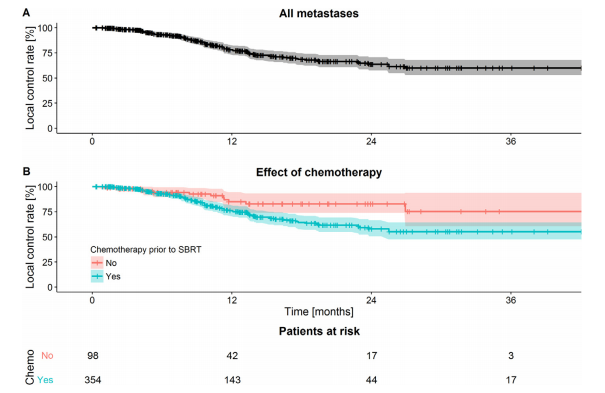 A
All metastases
Local control rate [%]
100
75
50
25
0
0 12 24 36
B
Effect of chemotherapy
Local control rate [%]
100
75
50
25
0
Chemotherapy prior to SBRT
No
Yes
0 12 24 36
Time [months]
Patients at risk
Chemo
No 98 42 17 3
Yes 354 143 44 17